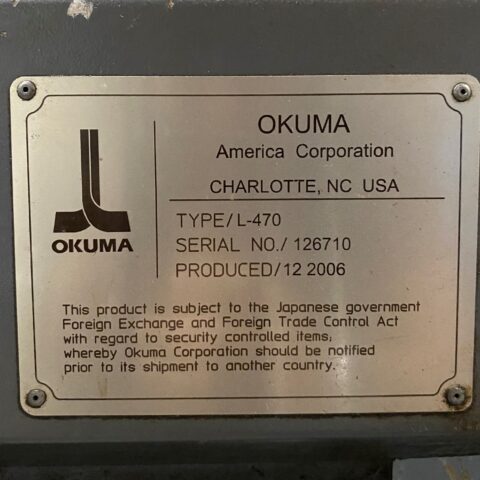 OKUMA
OKUMA
America Corporation
CHARLOTTE, NC USA
TYPE/L-470
SERIAL NO./126710
PRODUCED/12 2006
This product is subject to the Japanese government
Foreign Exchange and Foreign Trade Control Act
with regard to security controlled items;
whereby Okuma Corporation should be notified
prior to its shipment to another country.